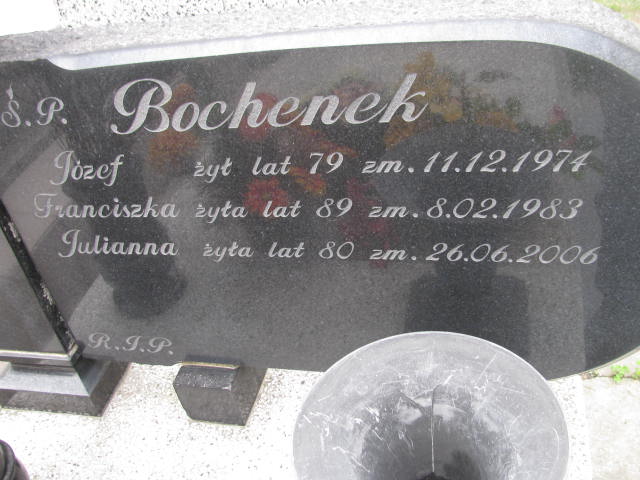 Ś.P. Bochenek
Józef żył lat 79 zm. 11.12.1974
Franciszka żyła lat 89 zm. 8.02.1983
Julianna żyła lat 80 zm. 26.06.2006
R.I.P.